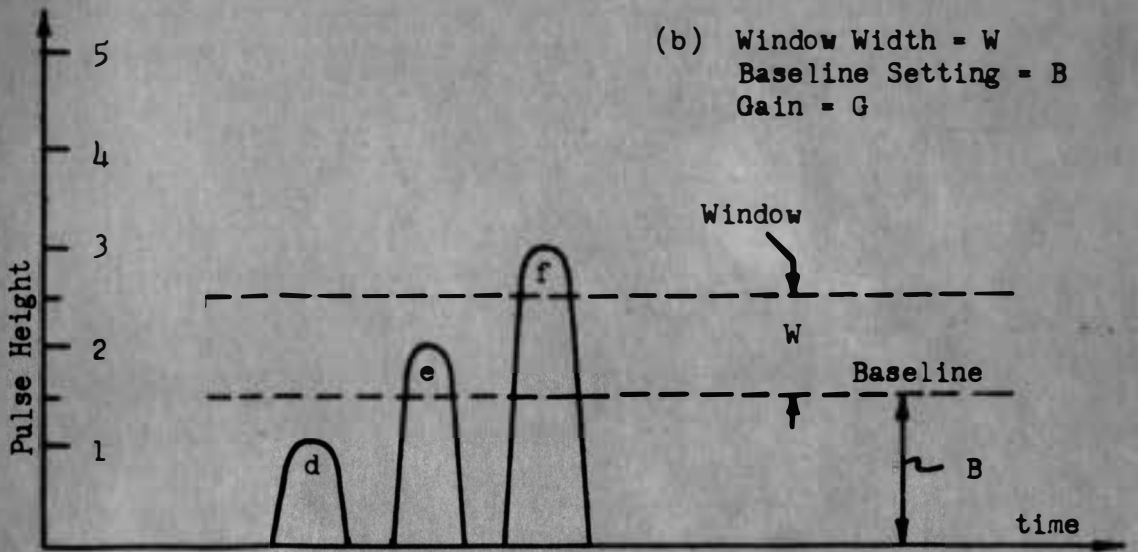 (b) Window Width = W
Baseline Setting = B
Gain = G
5
4
3
2
1
Pulse Height
Window
W
Baseline
B
d
e
f
time